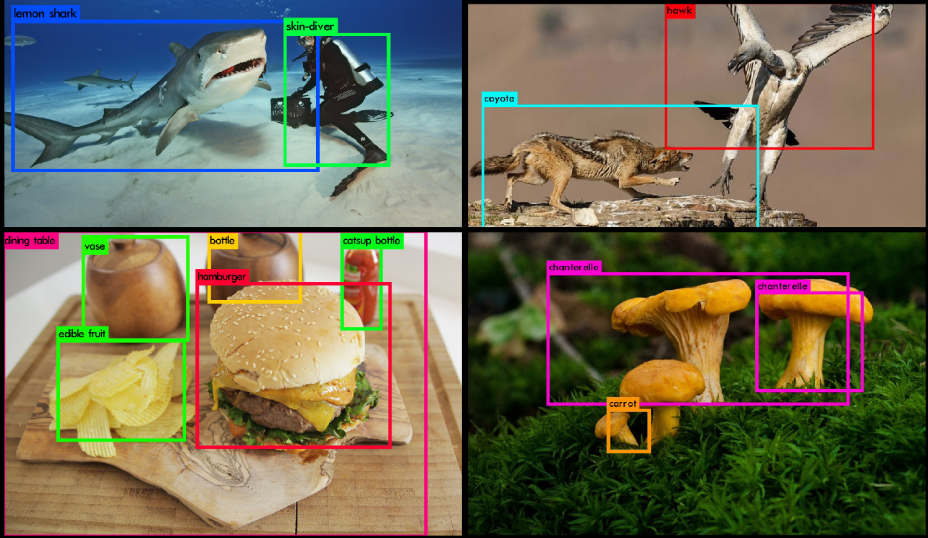 lemon shark
skin-diver
hawk
coyote
dining table
vase
bottle
catsup bottle
hamburger
edible fruit
chanterelle
chanterelle
carrot